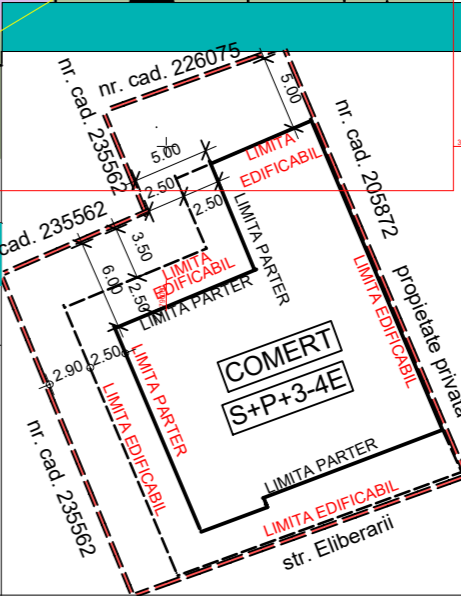 nr. cad. 226075
nr. cad. 235562
5.00
nr. cad. 205872
5.00
2.50
2.50
LIMITA
EDIFICABIL
cad. 235562
3.50
6.00
2.50
LIMITA
EDIFICABIL
LIMITA PARTER
LIMITA PARTER
LIMITA EDIFICABIL
propietate privata
2.90
2.50
LIMITA PARTER
LIMITA EDIFICABIL
COMERT
S+P+3-4E
nr. cad. 235562
LIMITA PARTER
LIMITA EDIFICABIL
str. Eliberarii